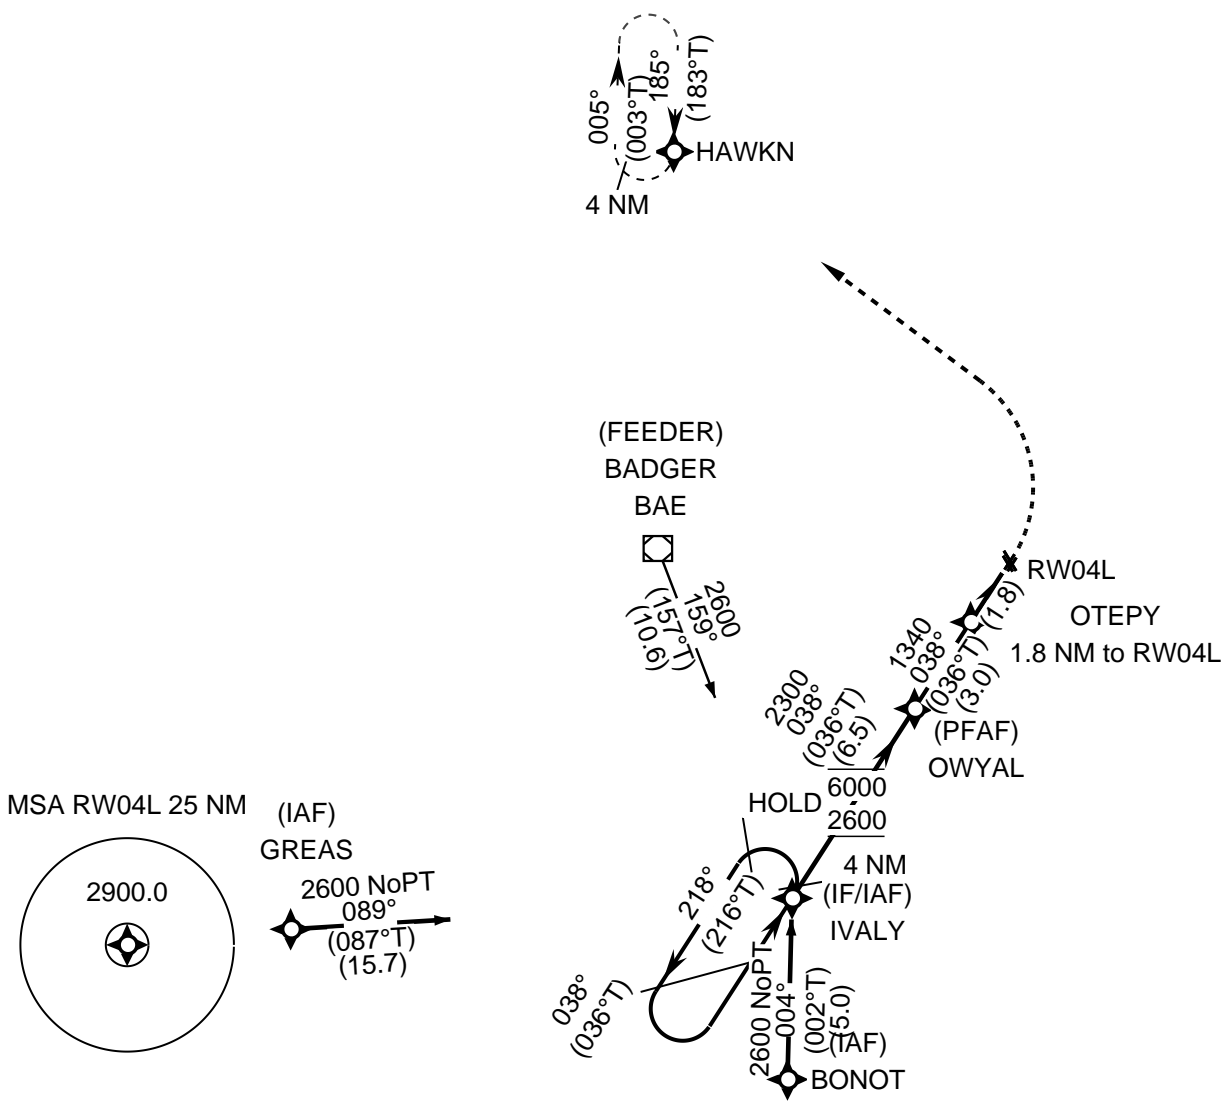 005°
(003°T)
185°
(183°T)
HAWKN
4 NM
(FEEDER)
BADGER
BAE
2600
159°
(157°T)
(10.6)
RW04L
(1.8)
OTEPY
1.8 NM to RW04L
1340
038°
(036°T)
(3.0)
2300
038°
(036°T)
(6.5)
(PFAF)
OWYAL
6000
2600
HOLD
MSA RW04L 25 NM
2900.0
(IAF)
GREAS
2600 NoPT
089°
(087°T)
(15.7)
4 NM
(IF/IAF)
IVALY
218°
(216°T)
038°
(036°T)
2600 NoPT
004°
(002°T)
(5.0)
(IAF)
BONOT